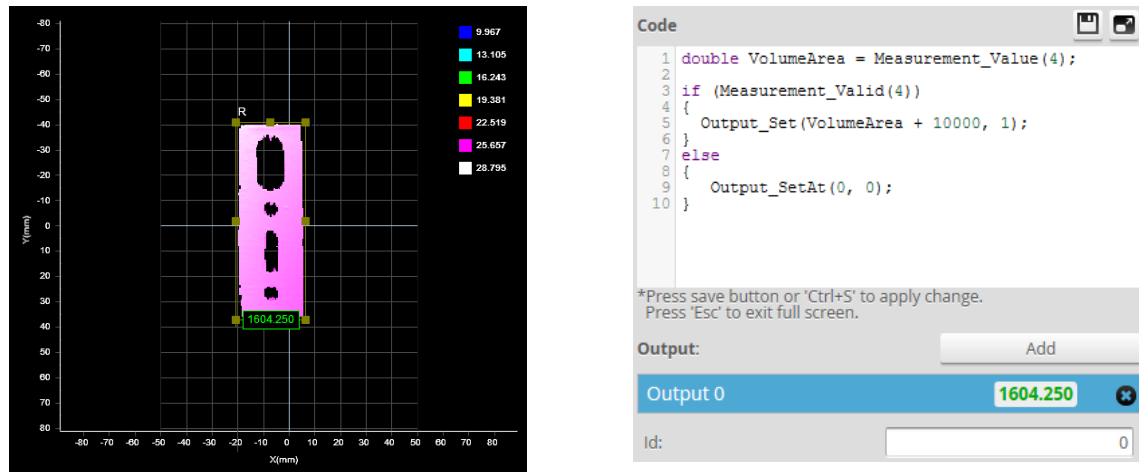 -80
-70
-60
-50
-40
-30
-20
-10
0
10
20
30
40
50
60
70
80
Y(mm)
-80 -70 -60 -50 -40 -30 -20 -10 0 10 20 30 40 50 60 70 80
X(mm)
R
1604.250
9.967
13.105
16.243
19.381
22.519
25.657
28.795
Code
1 double VolumeArea = Measurement_Value(4);
2
3 if (Measurement_Valid(4))
4 {
5 Output_Set(VolumeArea + 10000, 1);
6 }
7 else
8 {
9 Output_SetAt(0, 0);
10 }
*Press save button or 'Ctrl+S' to apply change.
Press 'Esc' to exit full screen.
Output: Add
Output 0 1604.250
Id: 0